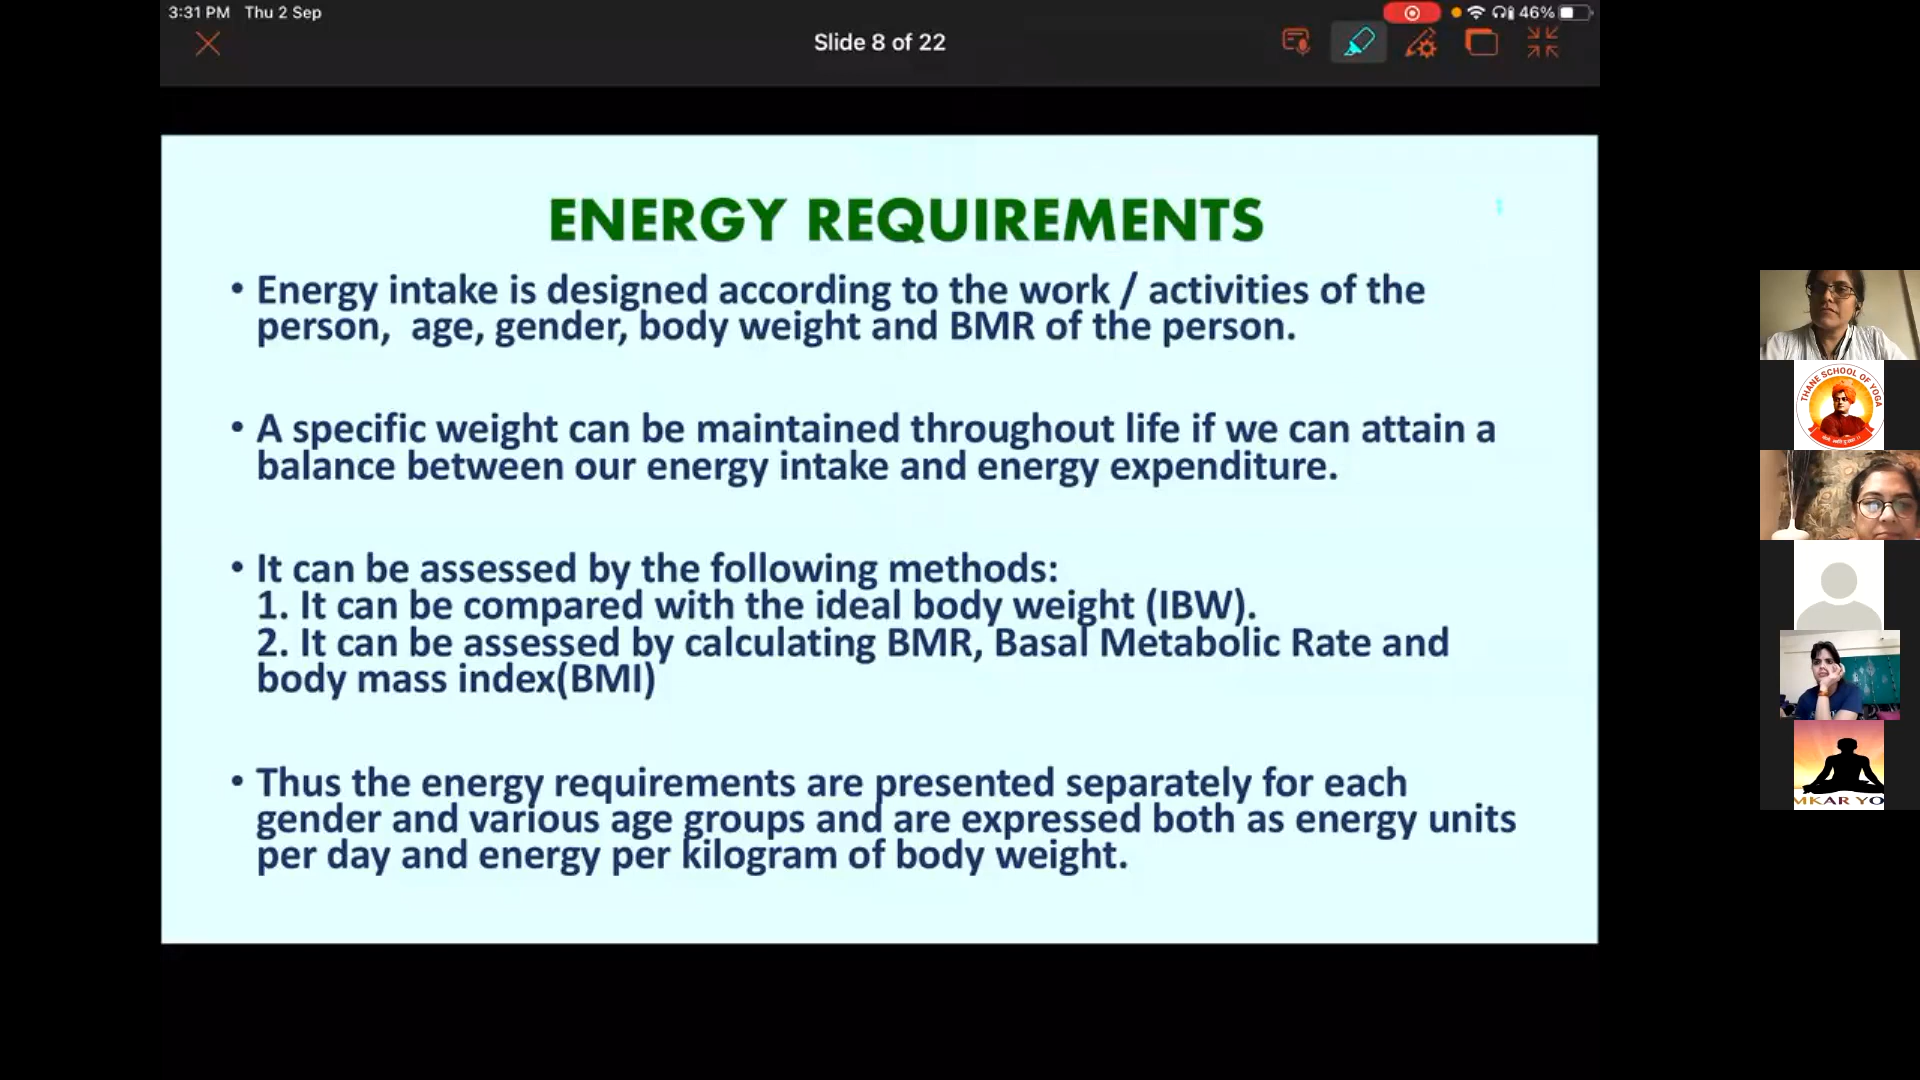 3:31 PM Thu 2 Sep
46%
Slide 8 of 22
ENERGY REQUIREMENTS
• Energy intake is designed according to the work / activities of the
person, age, gender, body weight and BMR of the person.
• A specific weight can be maintained throughout life if we can attain a
balance between our energy intake and energy expenditure.
• It can be assessed by the following methods:
1. It can be compared with the ideal body weight (IBW).
2. It can be assessed by calculating BMR, Basal Metabolic Rate and
body mass index(BMI)
• Thus the energy requirements are presented separately for each
gender and various age groups and are expressed both as energy units
per day and energy per kilogram of body weight.
THANE SCHOOL OF YOGA
MKAR YO